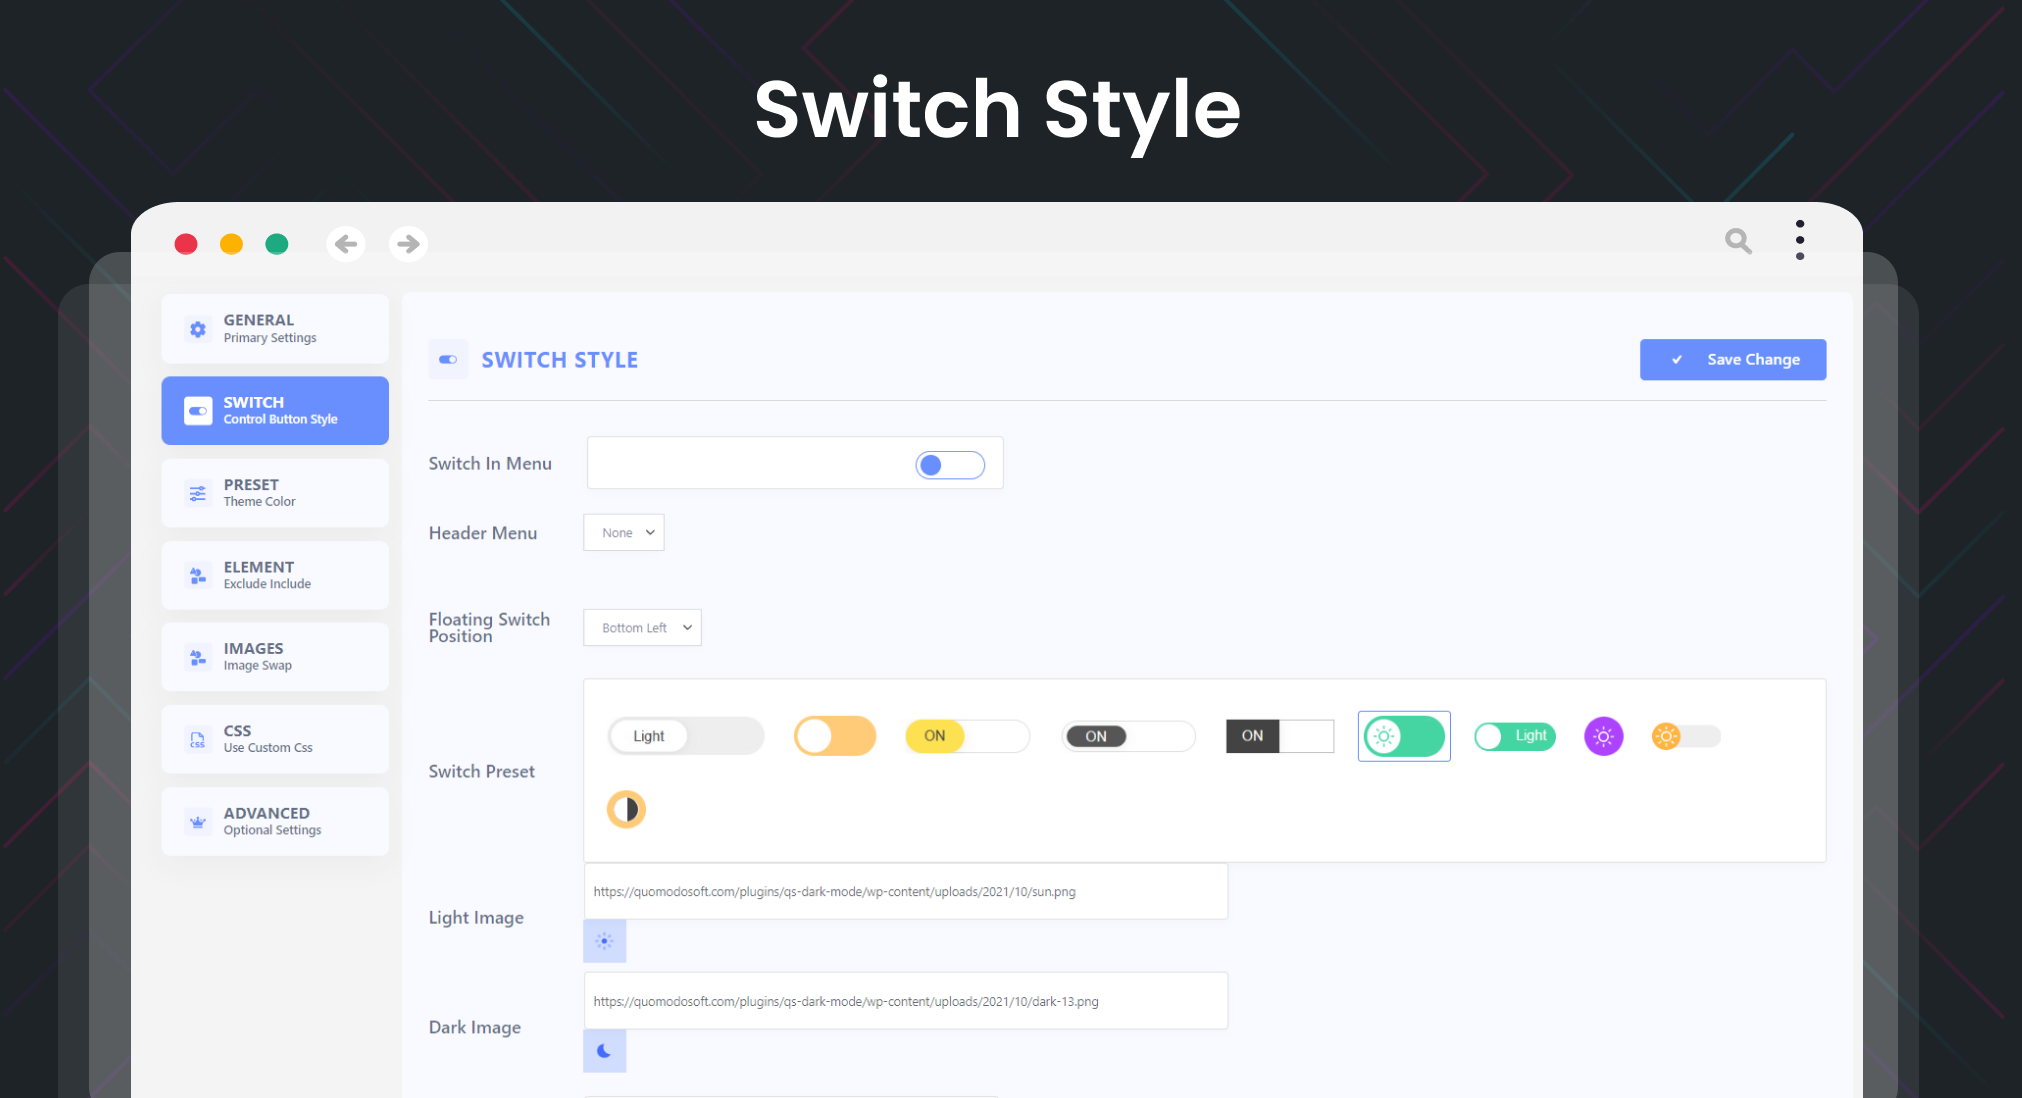 Switch Style
GENERAL
Primary Settings
SWITCH
Control Button Style
PRESET
Theme Color
ELEMENT
Exclude Include
IMAGES
Image Swap
CSS
CSS
Use Custom Css
ADVANCED
Optional Settings
SWITCH STYLE
Save Change
Switch In Menu
Header Menu
None
Floating Switch
Position
Bottom Left
Switch Preset
Light
ON
ON
ON
Light
Light Image
https://quomodosoft.com/plugins/qs-dark-mode/wp-content/uploads/2021/10/sun.png
Dark Image
https://quomodosoft.com/plugins/qs-dark-mode/wp-content/uploads/2021/10/dark-13.png